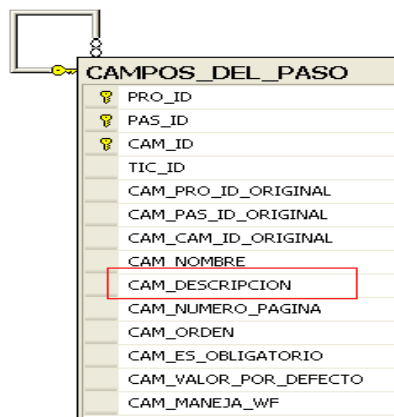 CAMPOS_DEL_PASO
PRO_ID
PAS_ID
CAM_ID
TIC_ID
CAM_PRO_ID_ORIGINAL
CAM_PAS_ID_ORIGINAL
CAM_CAM_ID_ORIGINAL
CAM_NOMBRE
CAM_DESCRIPCION
CAM_NUMERO_PAGINA
CAM_ORDEN
CAM_ES_OBLIGATORIO
CAM_VALOR_POR_DEFECTO
CAM_MANEJA_WF